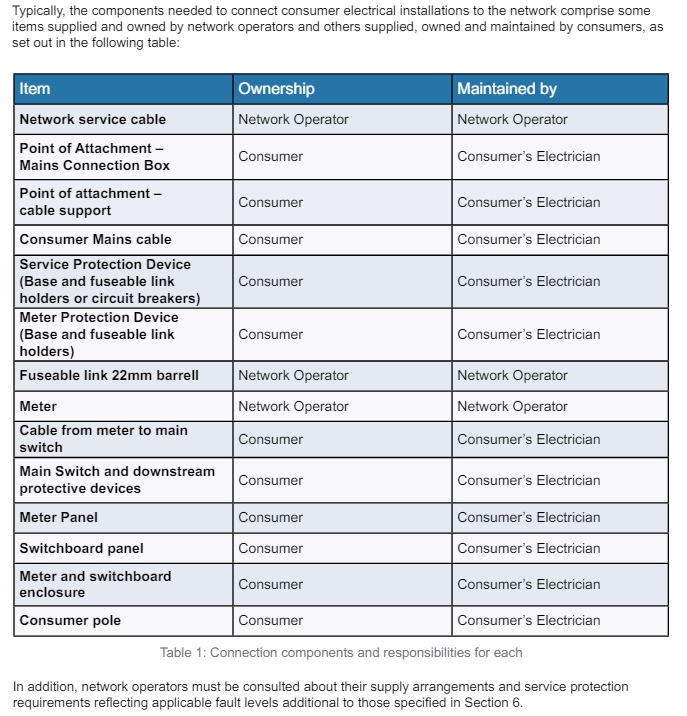 Typically, the components needed to connect consumer electrical installations to the network comprise some
items supplied and owned by network operators and others supplied, owned and maintained by consumers, as
set out in the following table:
Item Ownership Maintained by
Network service cable Network Operator Network Operator
Point of Attachment –
Mains Connection Box Consumer Consumer’s Electrician
Point of attachment –
cable support Consumer Consumer’s Electrician
Consumer Mains cable Consumer Consumer’s Electrician
Service Protection Device
(Base and fuseable link Consumer Consumer’s Electrician
holders or circuit breakers)
Meter Protection Device
(Base and fuseable link Consumer Consumer’s Electrician
holders)
Fuseable link 22mm barrell Network Operator Network Operator
Meter Network Operator Network Operator
Cable from meter to main
switch Consumer Consumer’s Electrician
Main Switch and downstream
protective devices Consumer Consumer’s Electrician
Meter Panel Consumer Consumer’s Electrician
Switchboard panel Consumer Consumer’s Electrician
Meter and switchboard
enclosure Consumer Consumer’s Electrician
Consumer pole Consumer Consumer’s Electrician
Table 1: Connection components and responsibilities for each
In addition, network operators must be consulted about their supply arrangements and service protection
requirements reflecting applicable fault levels additional to those specified in Section 6.